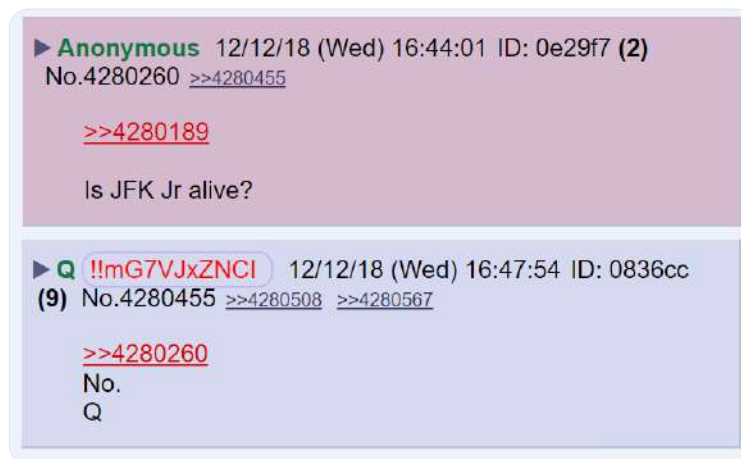 ▶ Anonymous 12/12/18 (Wed) 16:44:01 ID: 0e29f7 (2)
No.4280260 >>4280455
>>4280189
Is JFK Jr alive?
▶ Q !!mG7VJxZNCI 12/12/18 (Wed) 16:47:54 ID: 0836cc
(9) No.4280455 >>4280508 >>4280567
>>4280260
No.
Q